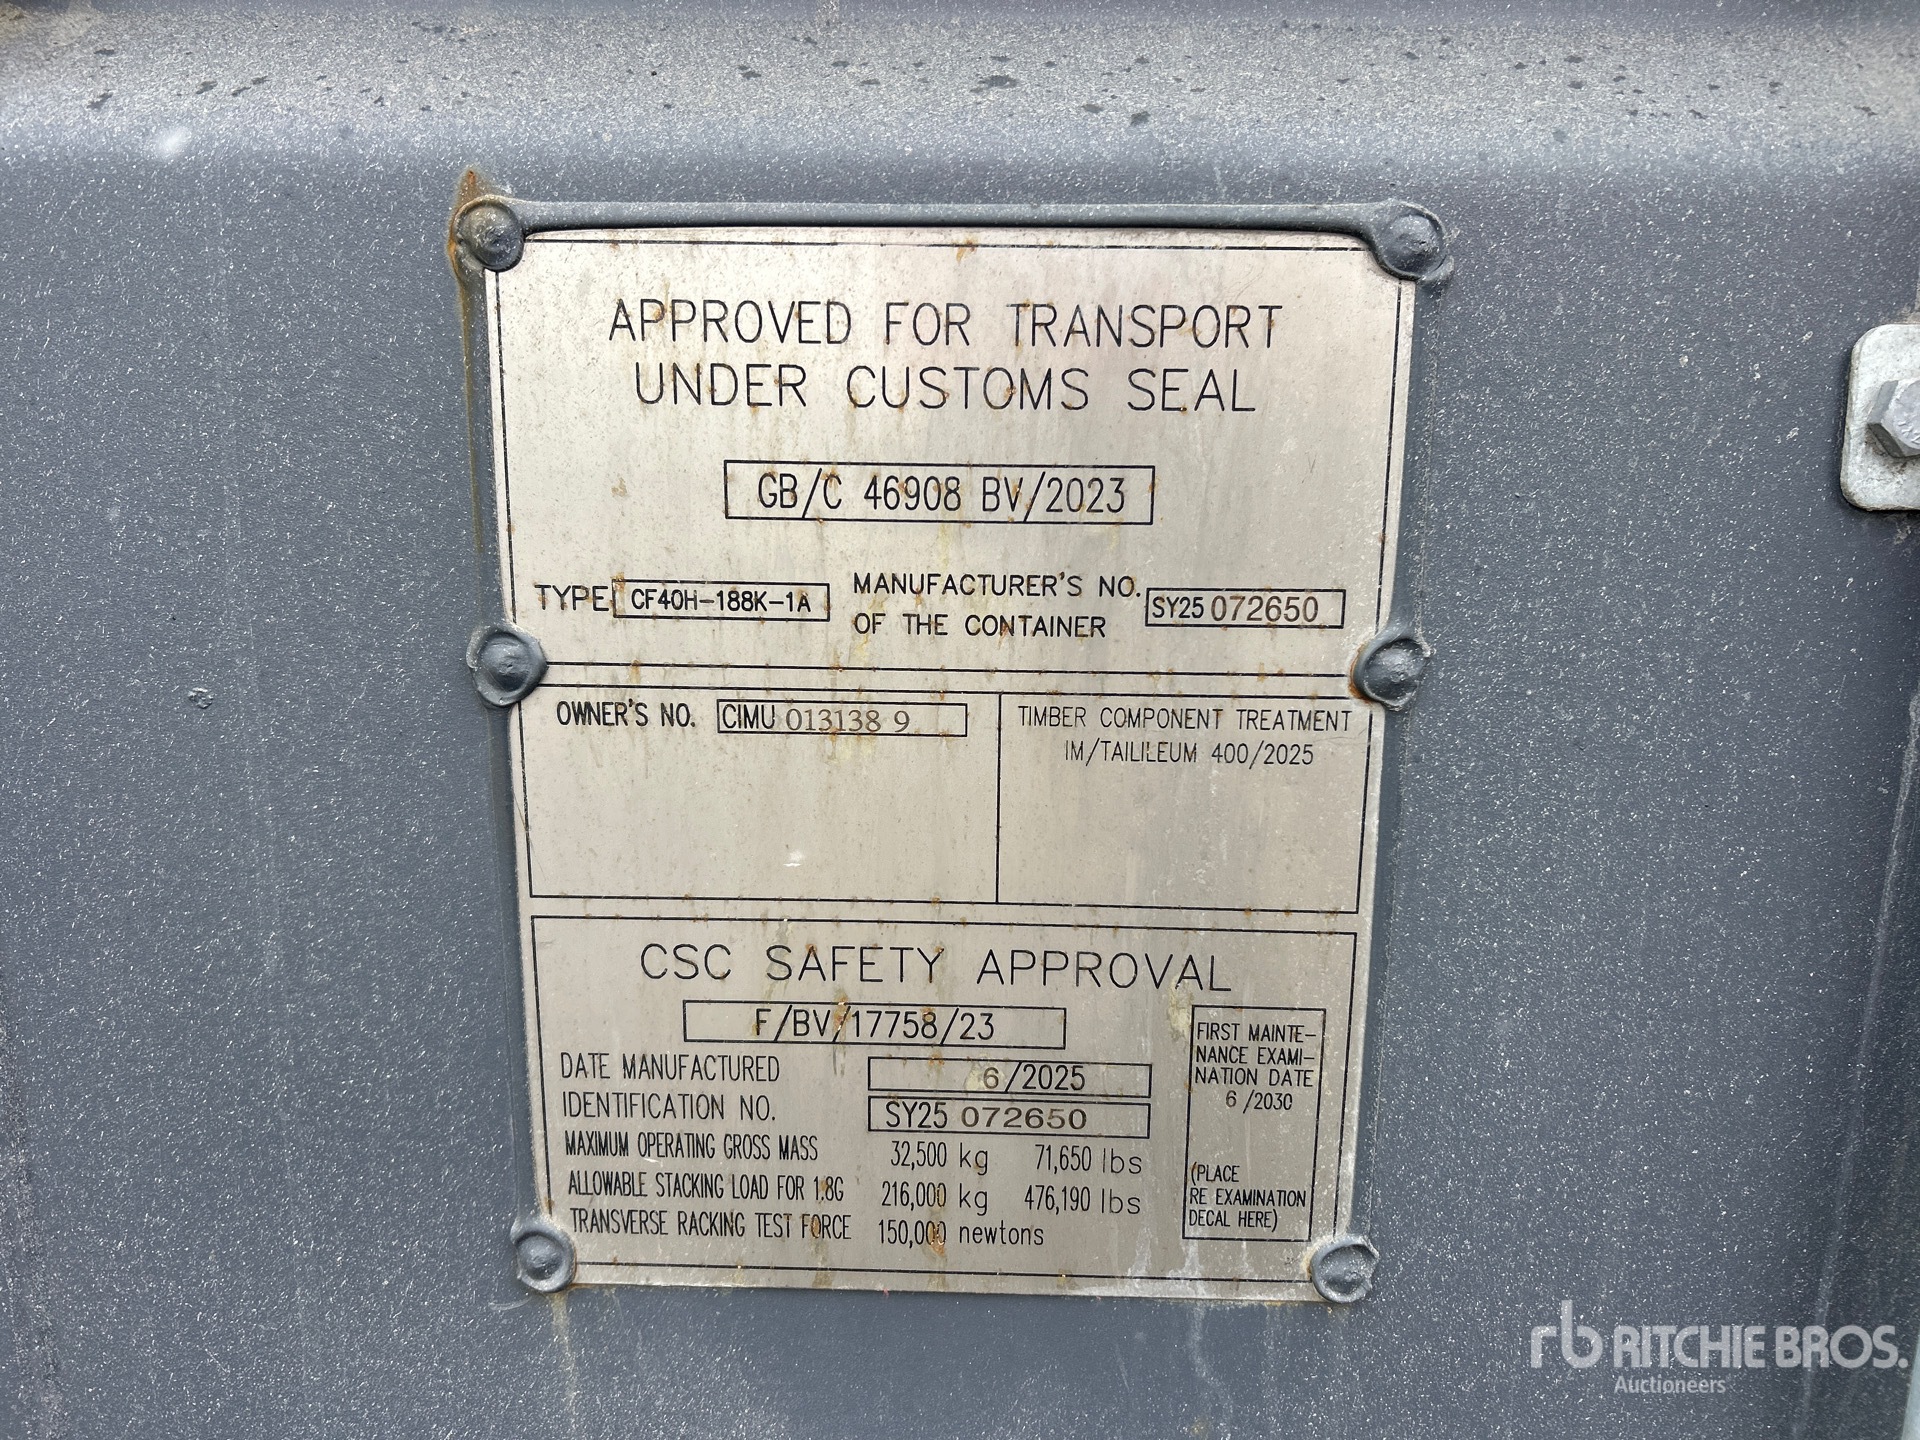 APPROVED FOR TRANSPORT
UNDER CUSTOMS SEAL
GB/C 46908 BV/2023
TYPE CF40H-188K-1A
MANUFACTURER'S NO.
OF THE CONTAINER
SY25 072650
OWNER'S NO. CIMU 013138 9
TIMBER COMPONENT TREATMENT
IM/TAILILEUM 400/2025
CSC SAFETY APPROVAL
F/BV/17758/23
DATE MANUFACTURED 6/2025
IDENTIFICATION NO. SY25 072650
MAXIMUM OPERATING GROSS MASS 32,500 kg 71,650 lbs
ALLOWABLE STACKING LOAD FOR 1.8G 216,000 kg 476,190 lbs
TRANSVERSE RACKING TEST FORCE 150,000 newtons
FIRST MAINTE-
NANCE EXAMI-
NATION DATE
6 /2030
(PLACE
RE EXAMINATION
DECAL HERE)
rb RITCHIE BROS.
Auctioneers